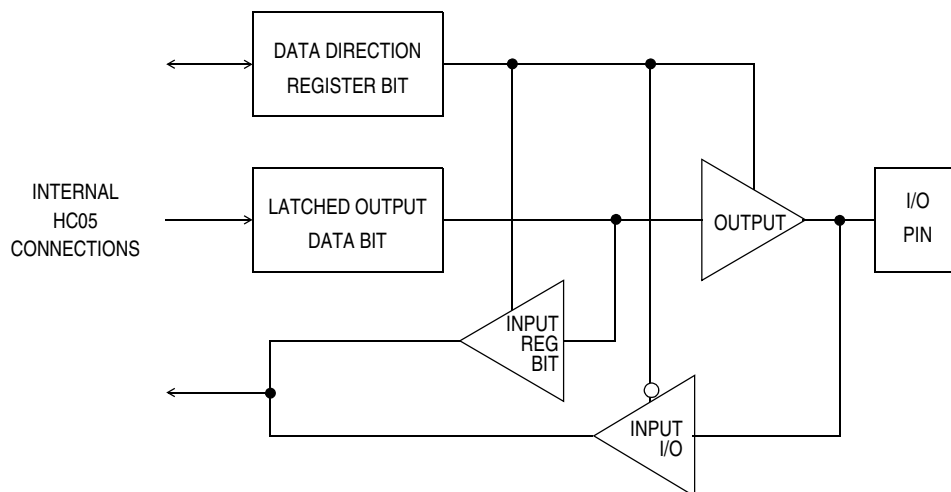 DATA DIRECTION
REGISTER BIT
INTERNAL
HC05
CONNECTIONS
LATCHED OUTPUT
DATA BIT
OUTPUT
I/O
PIN
INPUT
REG
BIT
INPUT
I/O